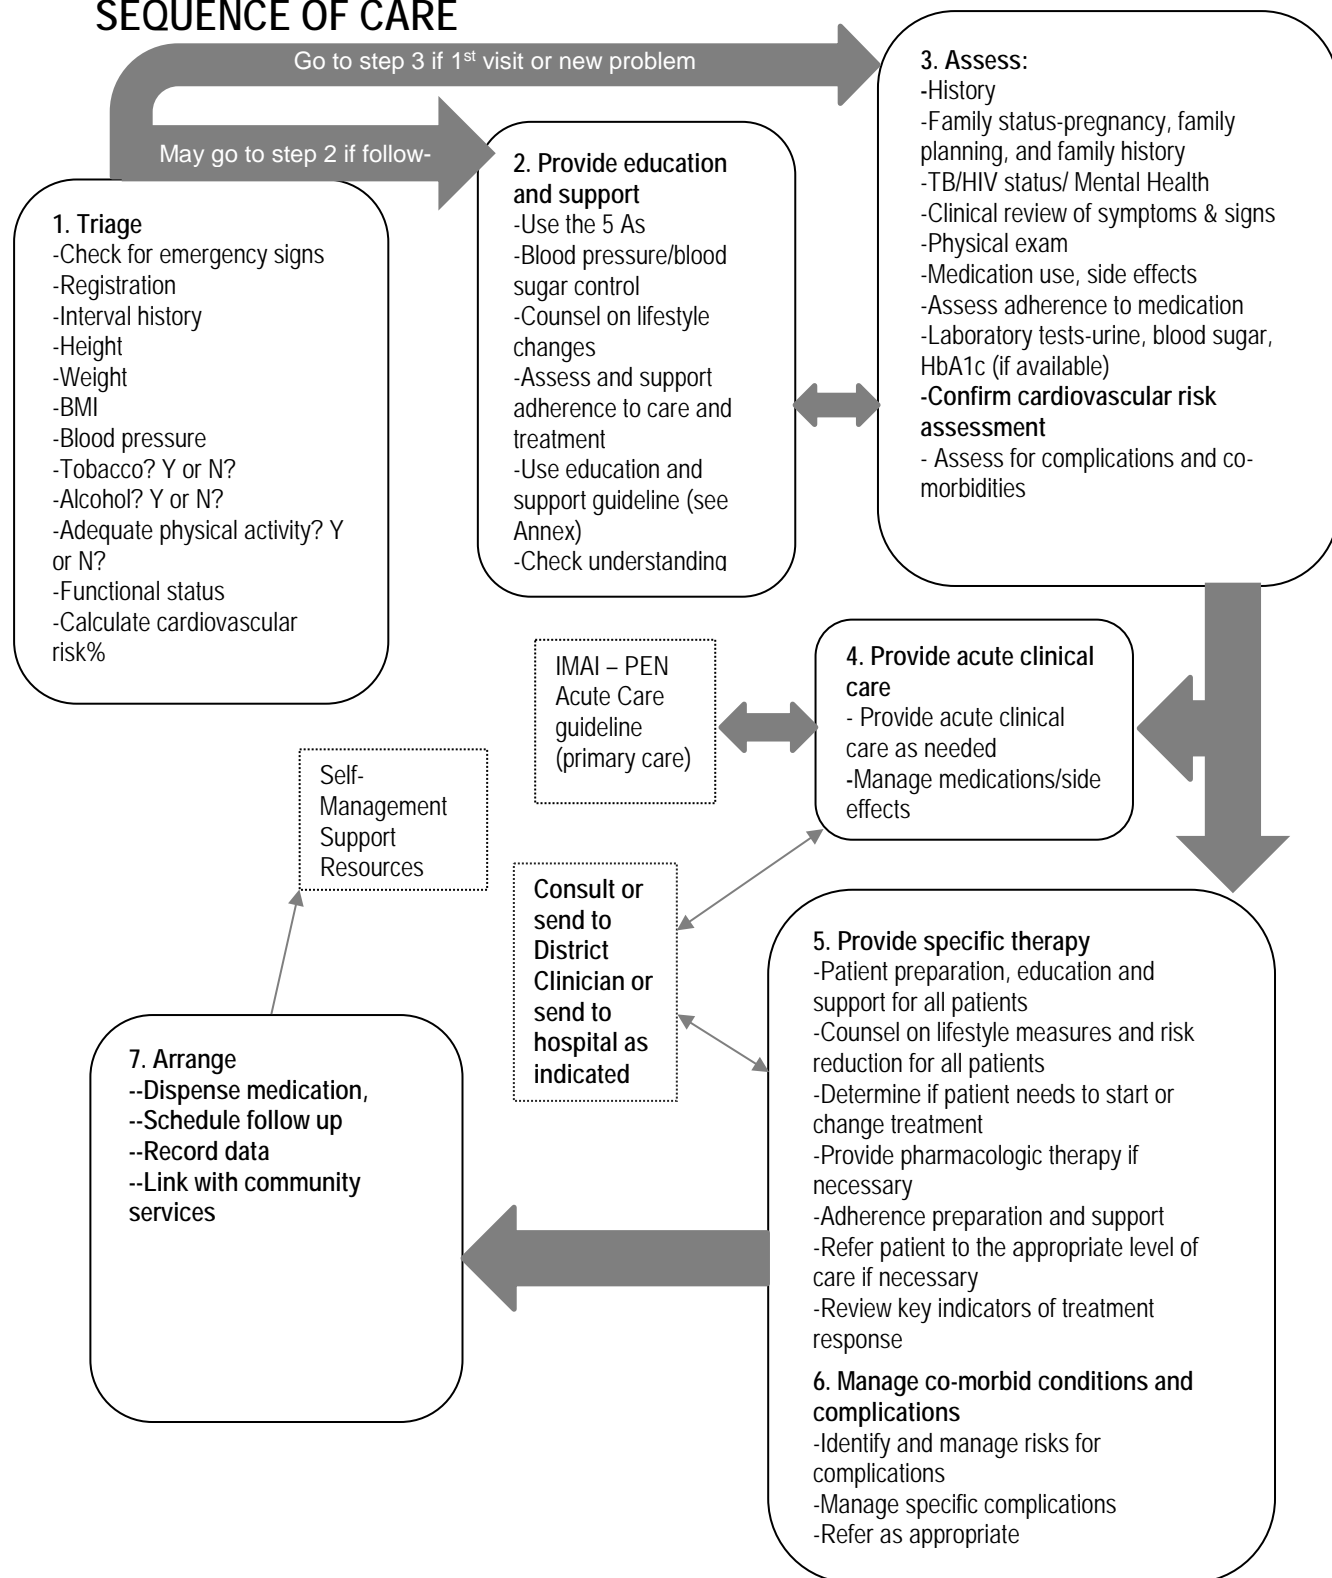 SEQUENCE OF CARE
Go to step 3 if 1st visit or new problem
May go to step 2 if follow-
1. Triage
-Check for emergency signs
-Registration
-Interval history
-Height
-Weight
-BMI
-Blood pressure
-Tobacco? Y or N?
-Alcohol? Y or N?
-Adequate physical activity? Y
or N?
-Functional status
-Calculate cardiovascular
risk%
2. Provide education
and support
-Use the 5 As
-Blood pressure/blood
sugar control
-Counsel on lifestyle
changes
-Assess and support
adherence to care and
treatment
-Use education and
support guideline (see
Annex)
-Check understanding
3. Assess:
-History
-Family status-pregnancy, family
planning, and family history
-TB/HIV status/ Mental Health
-Clinical review of symptoms & signs
-Physical exam
-Medication use, side effects
-Assess adherence to medication
-Laboratory tests-urine, blood sugar,
HbA1c (if available)
-Confirm cardiovascular risk
assessment
- Assess for complications and co-
morbidities
4. Provide acute clinical
care
- Provide acute clinical
care as needed
-Manage medications/side
effects
IMAI – PEN
Acute Care
guideline
(primary care)
Self-
Management
Support
Resources
Consult or
send to
District
Clinician or
send to
hospital as
indicated
5. Provide specific therapy
-Patient preparation, education and
support for all patients
-Counsel on lifestyle measures and risk
reduction for all patients
-Determine if patient needs to start or
change treatment
-Provide pharmacologic therapy if
necessary
-Adherence preparation and support
-Refer patient to the appropriate level of
care if necessary
-Review key indicators of treatment
response
6. Manage co-morbid conditions and
complications
-Identify and manage risks for
complications
-Manage specific complications
-Refer as appropriate
7. Arrange
--Dispense medication,
--Schedule follow up
--Record data
--Link with community
services